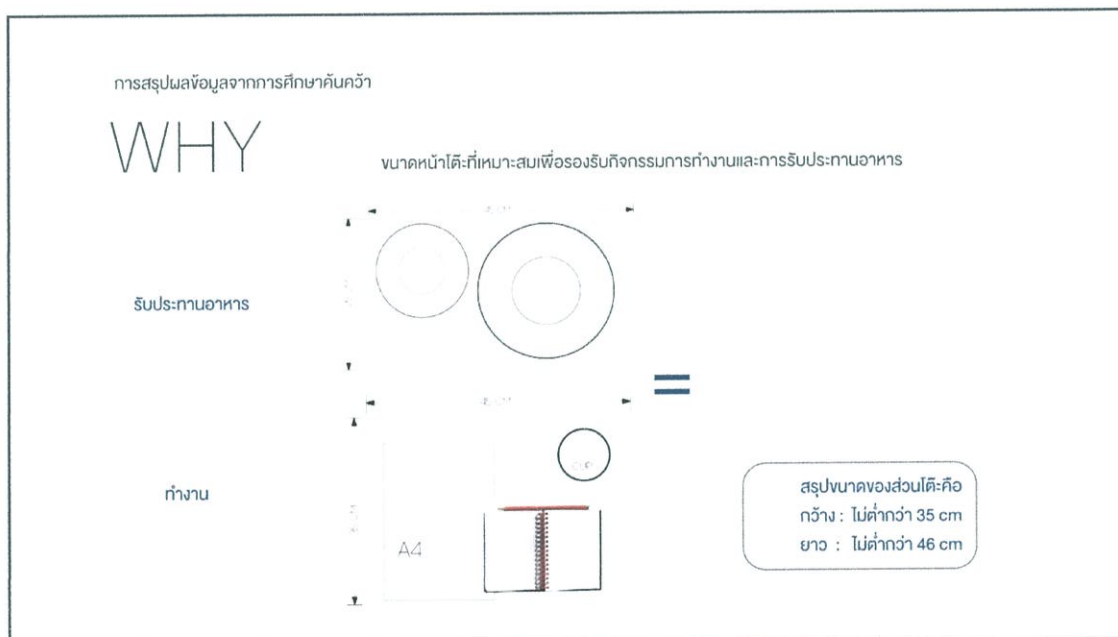 การสรุปผลข้อมูลจากการศึกษาค้นคว้า
WHY
ขนาดหน้าโต๊ะที่เหมาะสมเพื่อรองรับกิจกรรมการทำงานและการรับประทานอาหาร
รับประทานอาหาร
=
ทำงาน
A4
สรุปขนาดของส่วนโต๊ะคือ
กว้าง : ไม่ต่ำกว่า 35 cm
ยาว : ไม่ต่ำกว่า 46 cm